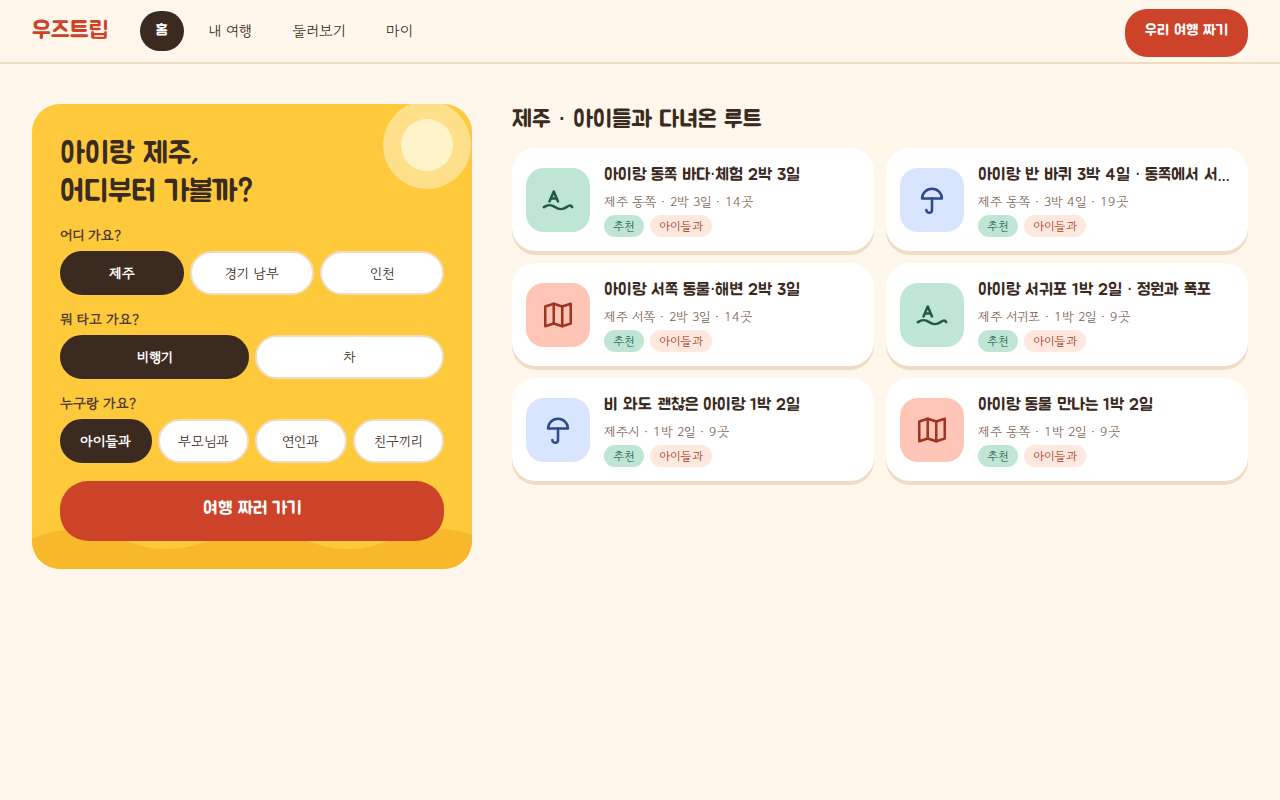 우즈트립
홈
내 여행
둘러보기
마이
우리 여행 짜기
아이랑 제주,
어디부터 가볼까?
어디 가요?
제주
경기 남부
인천
뭐 타고 가요?
비행기
차
누구랑 가요?
아이들과
부모님과
연인과
친구끼리
여행 짜러 가기
제주 · 아이들과 다녀온 루트
아이랑 동쪽 바다·체험 2박 3일
제주 동쪽 · 2박 3일 · 14곳
추천
아이들과
아이랑 반 바퀴 3박 4일 · 동쪽에서 서...
제주 동쪽 · 3박 4일 · 19곳
추천
아이들과
아이랑 서쪽 동물·해변 2박 3일
제주 서쪽 · 2박 3일 · 14곳
추천
아이들과
아이랑 서귀포 1박 2일 · 정원과 폭포
제주 서귀포 · 1박 2일 · 9곳
추천
아이들과
비 와도 괜찮은 아이랑 1박 2일
제주시 · 1박 2일 · 9곳
추천
아이들과
아이랑 동물 만나는 1박 2일
제주 동쪽 · 1박 2일 · 9곳
추천
아이들과